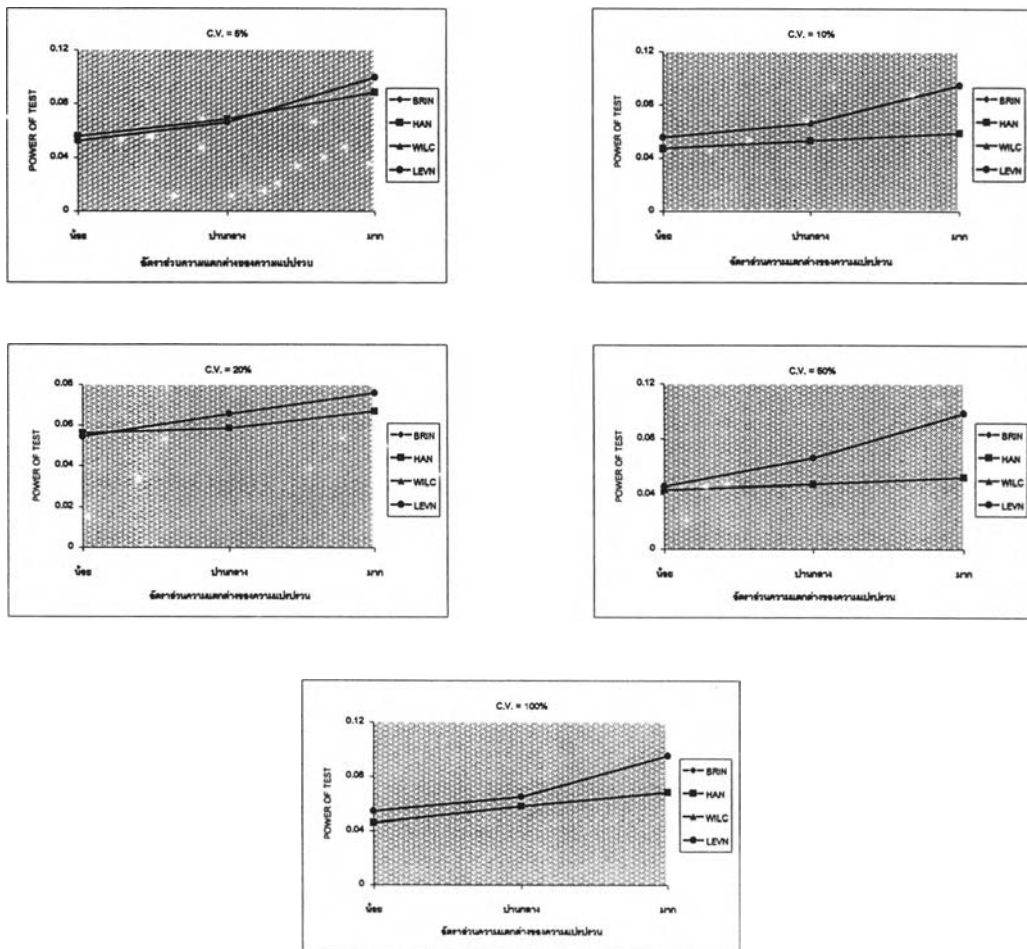 C.V. = 5%
0.12
0.08
0.04
0
POWER OF TEST
น้อย
ปานกลาง
มาก
อัตราส่วนความแตกต่างของความแปรปรวน
BRIN
HAN
WILC
LEVN
C.V. = 10%
0.12
0.08
0.04
0
POWER OF TEST
น้อย
ปานกลาง
มาก
อัตราส่วนความแตกต่างของความแปรปรวน
BRIN
HAN
WILC
LEVN
C.V. = 20%
0.08
0.06
0.04
0.02
0
POWER OF TEST
น้อย
ปานกลาง
มาก
อัตราส่วนความแตกต่างของความแปรปรวน
BRIN
HAN
WILC
LEVN
C.V. = 50%
0.12
0.08
0.04
0
POWER OF TEST
น้อย
ปานกลาง
มาก
อัตราส่วนความแตกต่างของความแปรปรวน
BRIN
HAN
WILC
LEVN
C.V. = 100%
0.12
0.08
0.04
0
POWER OF TEST
น้อย
ปานกลาง
มาก
อัตราส่วนความแตกต่างของความแปรปรวน
BRIN
HAN
WILC
LEVN